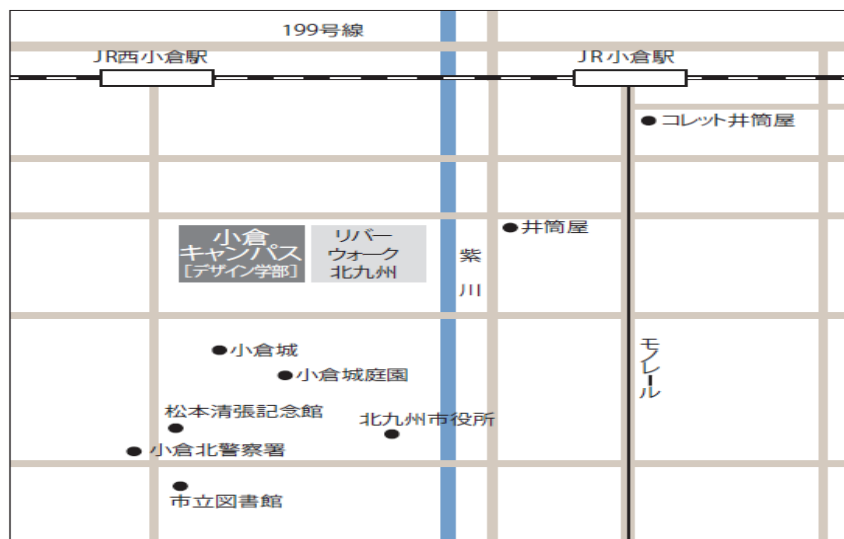 199号線
JR西小倉駅
JR小倉駅
コレット井筒屋
井筒屋
小倉
キャンパス
[デザイン学部]
リバー
ウォーク
北九州
紫川
モノレール
小倉城
小倉城庭園
松本清張記念館
北九州市役所
小倉北警察署
市立図書館